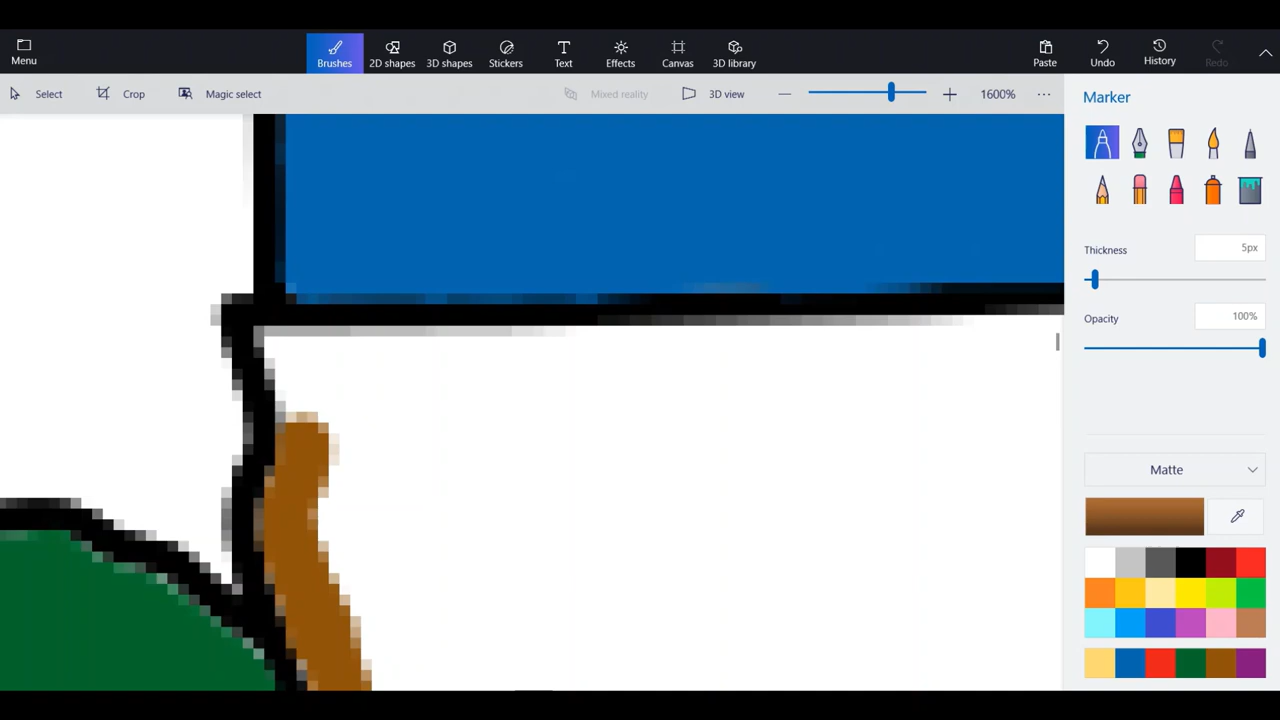 Menu
Brushes
2D shapes
3D shapes
Stickers
Text
Effects
Canvas
3D library
Paste
Undo
History
Redo
Select
Crop
Magic select
Mixed reality
3D view
1600%
Marker
Thickness
5px
Opacity
100%
Matte